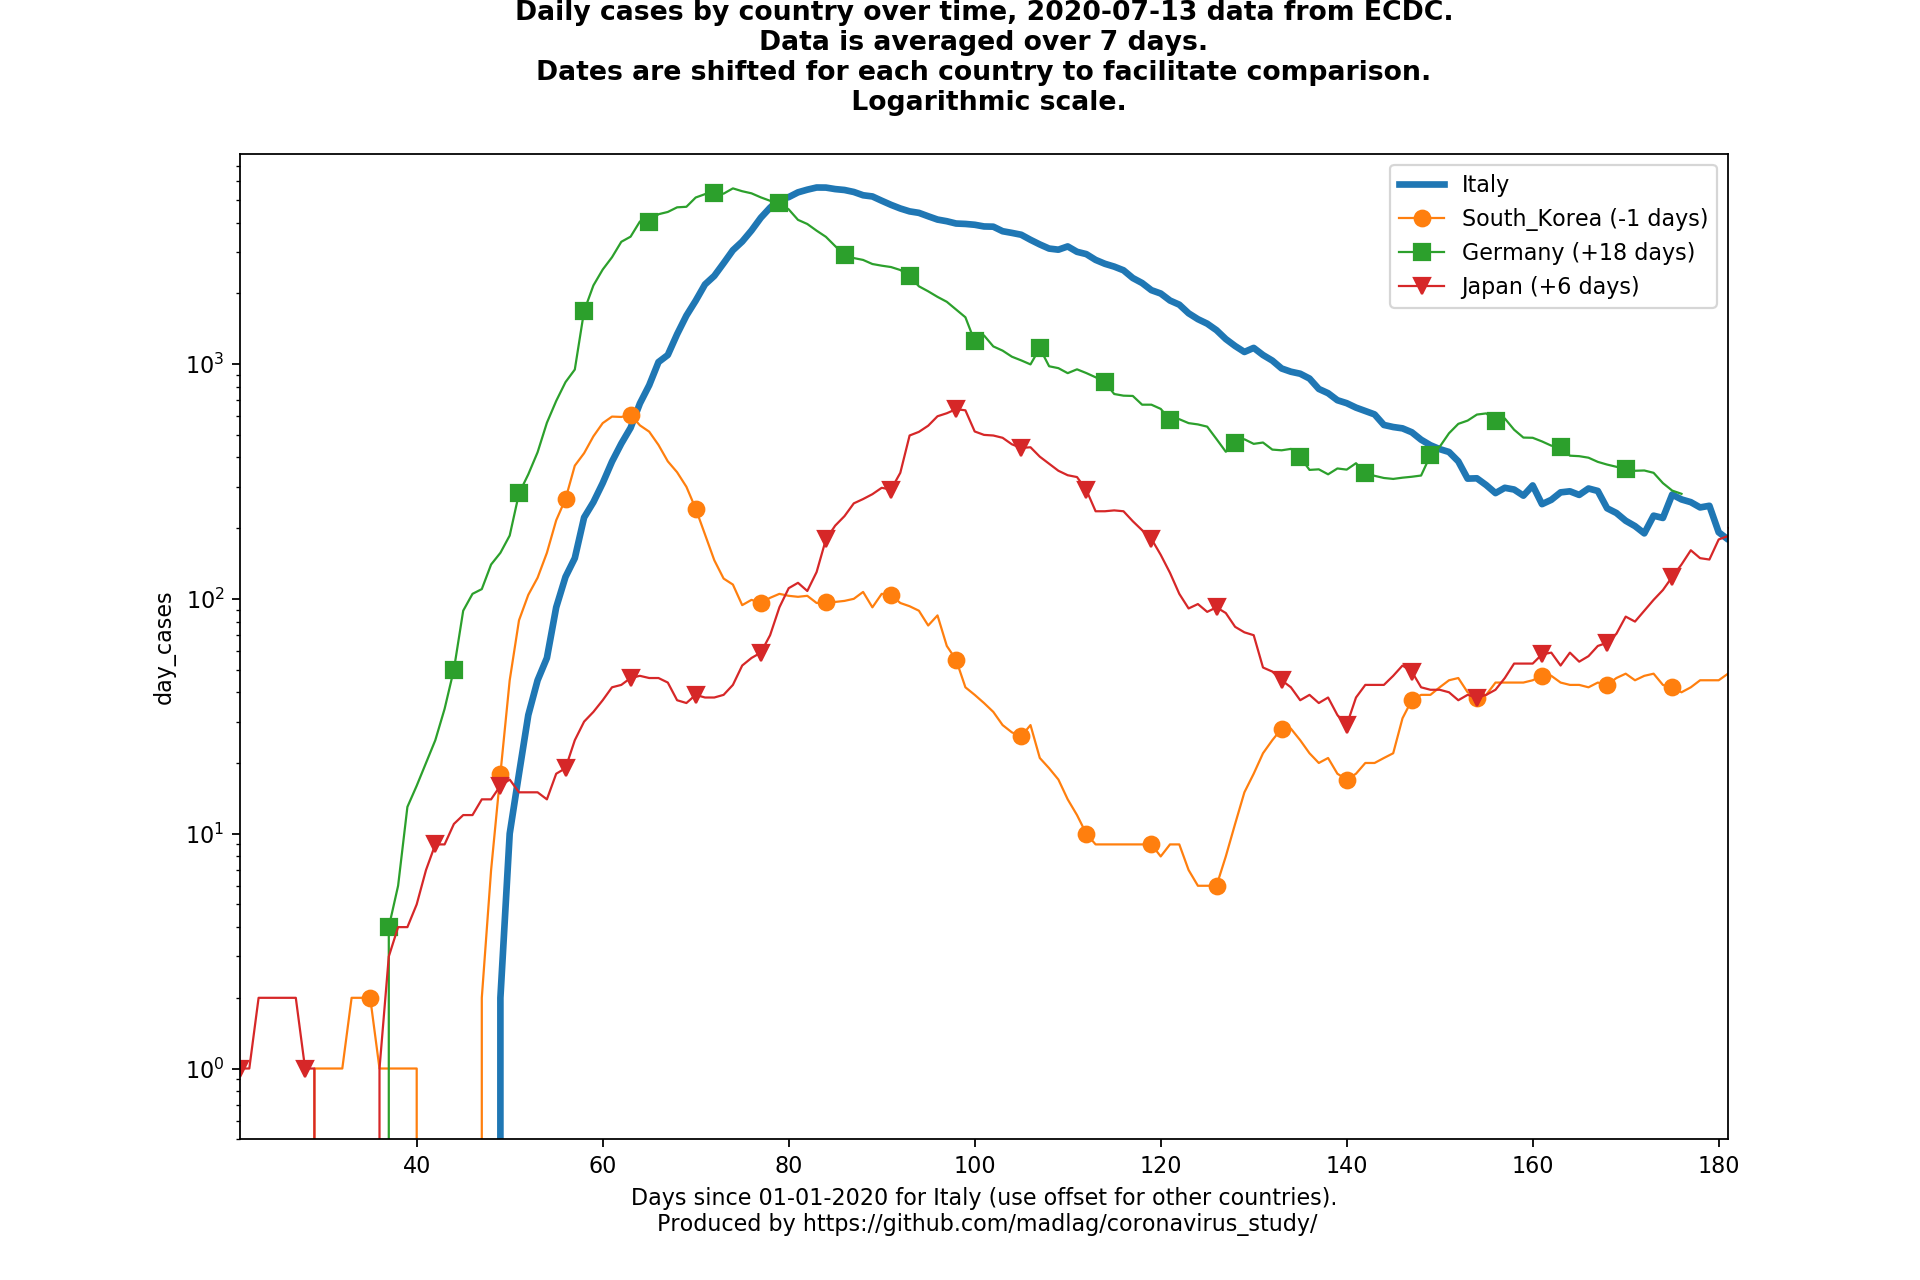 Daily cases by country over time, 2020-07-13 data from ECDC.
Data is averaged over 7 days.
Dates are shifted for each country to facilitate comparison.
Logarithmic scale.
Italy
South_Korea (-1 days)
Germany (+18 days)
Japan (+6 days)
10³
10²
10¹
10⁰
day_cases
40 60 80 100 120 140 160 180
Days since 01-01-2020 for Italy (use offset for other countries).
Produced by https://github.com/madlag/coronavirus_study/